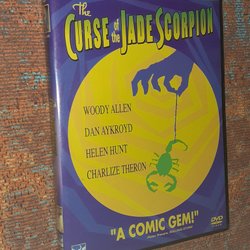 The
CURSE of the JADE SCORPION
WOODY ALLEN
DAN AYKROYD
HELEN HUNT
CHARLIZE THERON
"A COMIC GEM!"
DVD